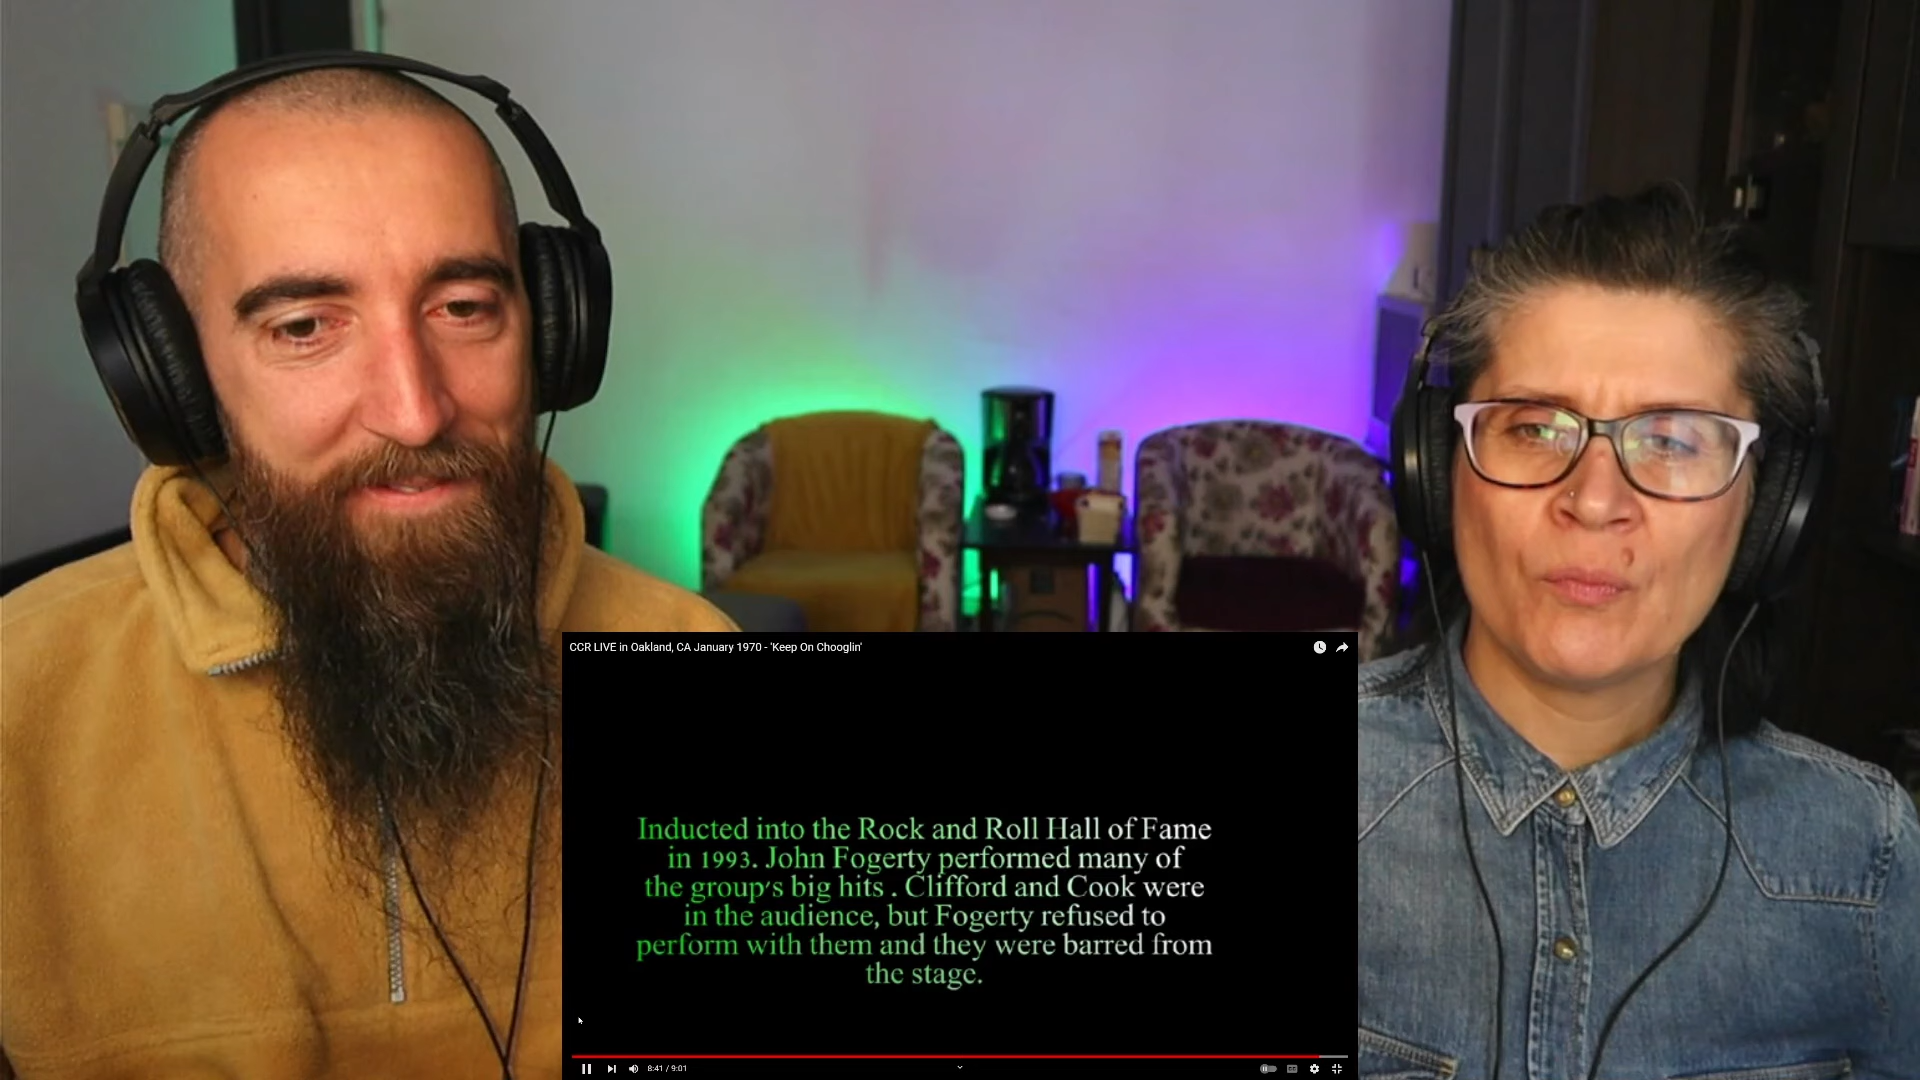 CCR LIVE in Oakland, CA January 1970 - 'Keep On Chooglin'
Inducted into the Rock and Roll Hall of Fame
in 1993. John Fogerty performed many of
the group's big hits . Clifford and Cook were
in the audience, but Fogerty refused to
perform with them and they were barred from
the stage.
8:41 / 9:01